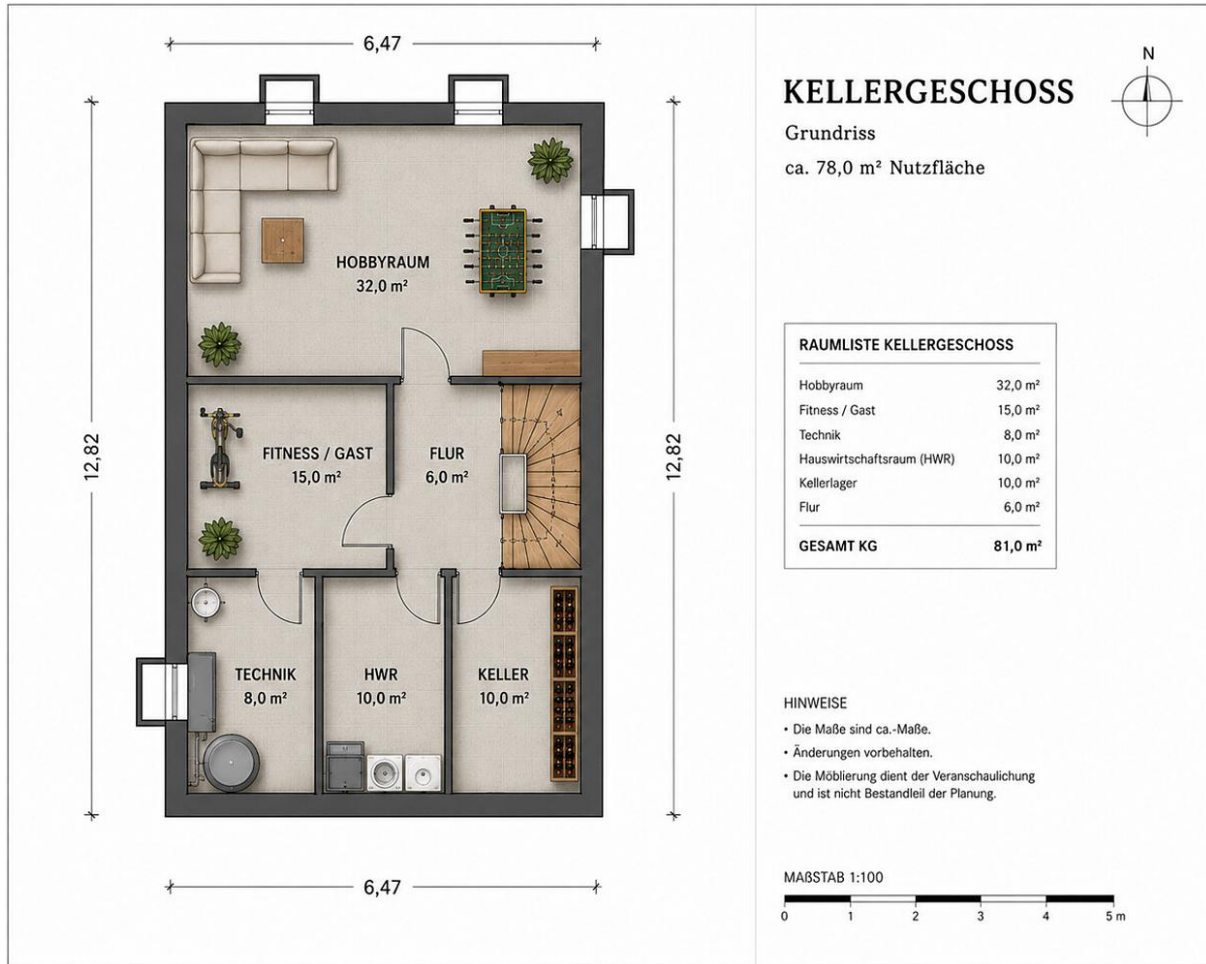 6,47
N
KELLERGESCHOSS
Grundriss
ca. 78,0 m² Nutzfläche
12,82
12,82
HOBBYRAUM
32,0 m²
FITNESS / GAST
15,0 m²
FLUR
6,0 m²
TECHNIK
8,0 m²
HWR
10,0 m²
KELLER
10,0 m²
6,47
RAUMLISTE KELLERGESCHOSS
Hobbyraum 32,0 m²
Fitness / Gast 15,0 m²
Technik 8,0 m²
Hauswirtschaftsraum (HWR) 10,0 m²
Kellerlager 10,0 m²
Flur 6,0 m²
GESAMT KG 81,0 m²
HINWEISE
• Die Maße sind ca.-Maße.
• Änderungen vorbehalten.
• Die Möblierung dient der Veranschaulichung
und ist nicht Bestandleil der Planung.
MAßSTAB 1:100
0 1 2 3 4 5 m